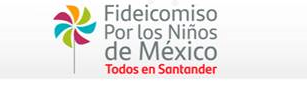 Fideicomiso
Por los Niños
de México
Todos en Santander